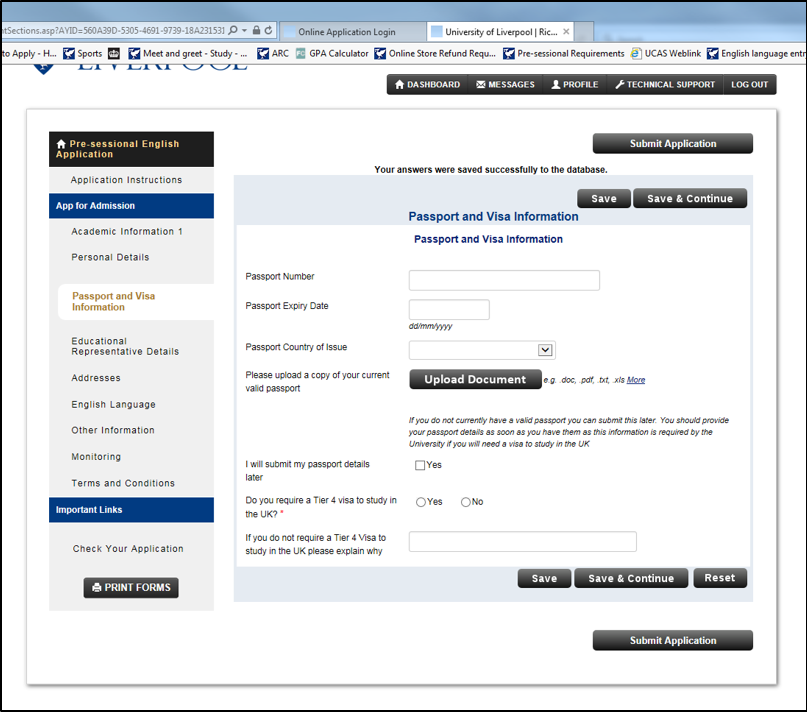 ntSections.asp?AYID=560A39D-5305-4691-9739-18A231531
Online Application Login
University of Liverpool | Ric...
to Apply - H...
Sports
Meet and greet - Study - ...
ARC
GPA Calculator
Online Store Refund Requ...
Pre-sessional Requirements
UCAS Weblink
English language entr
LIVERPOOL
DASHBOARD
MESSAGES
PROFILE
TECHNICAL SUPPORT
LOG OUT
Pre-sessional English
Application
Application Instructions
App for Admission
Academic Information 1
Personal Details
Passport and Visa
Information
Educational
Representative Details
Addresses
English Language
Other Information
Monitoring
Terms and Conditions
Important Links
Check Your Application
PRINT FORMS
Submit Application
Your answers were saved successfully to the database.
Save
Save & Continue
Passport and Visa Information
Passport and Visa Information
Passport Number
Passport Expiry Date
dd/mm/yyyy
Passport Country of Issue
Please upload a copy of your current
valid passport
Upload Document
e.g. .doc, .pdf, .txt, .xls More
If you do not currently have a valid passport you can submit this later. You should provide
your passport details as soon as you have them as this information is required by the
University if you will need a visa to study in the UK
I will submit my passport details
later
Yes
Do you require a Tier 4 visa to study in
the UK? *
Yes
No
If you do not require a Tier 4 Visa to
study in the UK please explain why
Save
Save & Continue
Reset
Submit Application